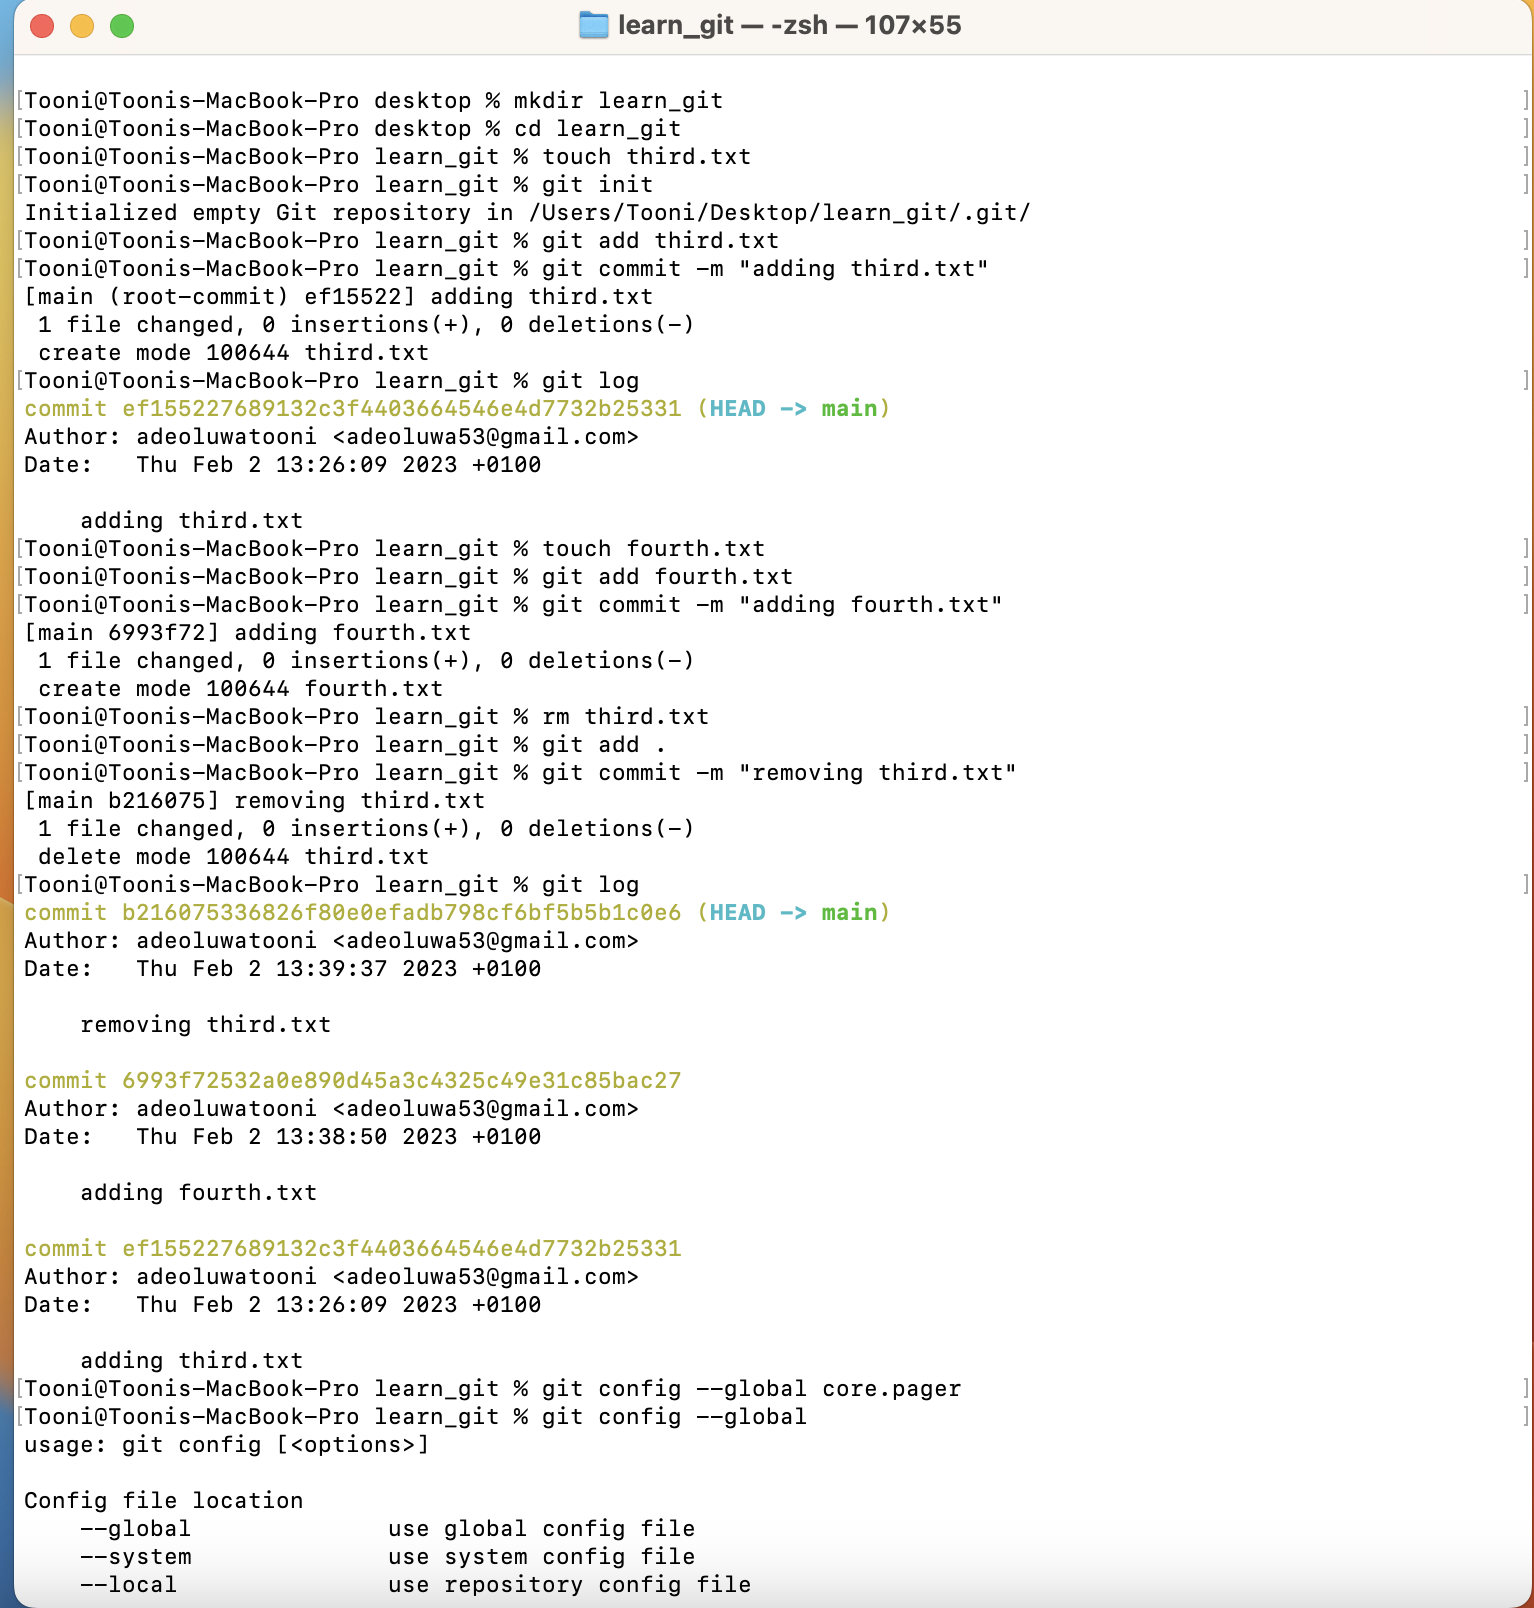 learn_git — -zsh — 107×55
[Tooni@Toonis-MacBook-Pro desktop % mkdir learn_git ]
[Tooni@Toonis-MacBook-Pro desktop % cd learn_git ]
[Tooni@Toonis-MacBook-Pro learn_git % touch third.txt ]
[Tooni@Toonis-MacBook-Pro learn_git % git init ]
Initialized empty Git repository in /Users/Tooni/Desktop/learn_git/.git/
[Tooni@Toonis-MacBook-Pro learn_git % git add third.txt ]
[Tooni@Toonis-MacBook-Pro learn_git % git commit -m "adding third.txt" ]
[main (root-commit) ef15522] adding third.txt
 1 file changed, 0 insertions(+), 0 deletions(-)
 create mode 100644 third.txt
[Tooni@Toonis-MacBook-Pro learn_git % git log ]
commit ef155227689132c3f4403664546e4d7732b25331 (HEAD -> main)
Author: adeoluwatooni <adeoluwa53@gmail.com>
Date:   Thu Feb 2 13:26:09 2023 +0100
    adding third.txt
[Tooni@Toonis-MacBook-Pro learn_git % touch fourth.txt ]
[Tooni@Toonis-MacBook-Pro learn_git % git add fourth.txt ]
[Tooni@Toonis-MacBook-Pro learn_git % git commit -m "adding fourth.txt" ]
[main 6993f72] adding fourth.txt
 1 file changed, 0 insertions(+), 0 deletions(-)
 create mode 100644 fourth.txt
[Tooni@Toonis-MacBook-Pro learn_git % rm third.txt ]
[Tooni@Toonis-MacBook-Pro learn_git % git add . ]
[Tooni@Toonis-MacBook-Pro learn_git % git commit -m "removing third.txt" ]
[main b216075] removing third.txt
 1 file changed, 0 insertions(+), 0 deletions(-)
 delete mode 100644 third.txt
[Tooni@Toonis-MacBook-Pro learn_git % git log ]
commit b216075336826f80e0efadb798cf6bf5b5b1c0e6 (HEAD -> main)
Author: adeoluwatooni <adeoluwa53@gmail.com>
Date:   Thu Feb 2 13:39:37 2023 +0100
    removing third.txt
commit 6993f72532a0e890d45a3c4325c49e31c85bac27
Author: adeoluwatooni <adeoluwa53@gmail.com>
Date:   Thu Feb 2 13:38:50 2023 +0100
    adding fourth.txt
commit ef155227689132c3f4403664546e4d7732b25331
Author: adeoluwatooni <adeoluwa53@gmail.com>
Date:   Thu Feb 2 13:26:09 2023 +0100
    adding third.txt
[Tooni@Toonis-MacBook-Pro learn_git % git config --global core.pager ]
[Tooni@Toonis-MacBook-Pro learn_git % git config --global ]
usage: git config [<options>]
Config file location
    --global              use global config file
    --system              use system config file
    --local               use repository config file